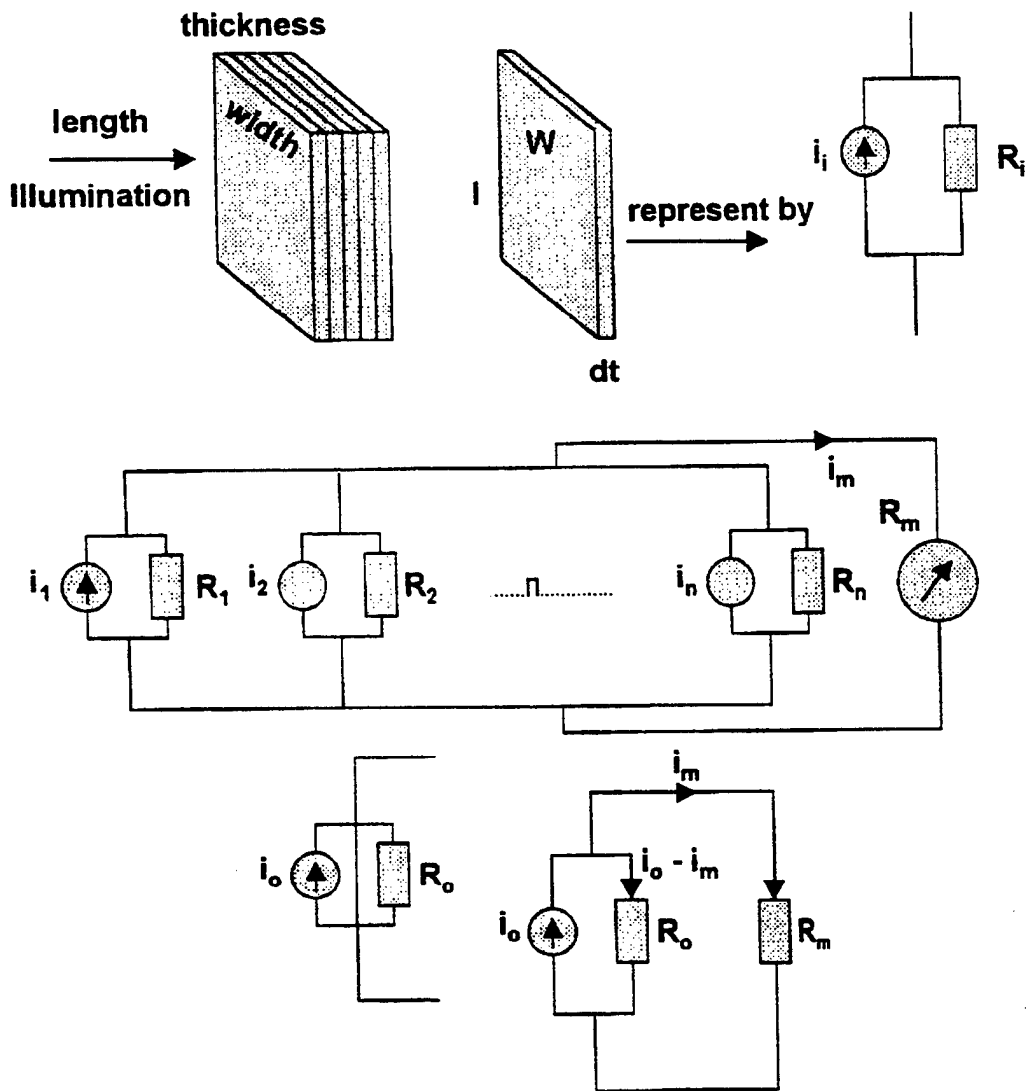 thickness
length
width
Illumination
W
l
dt
represent by
i_i
R_i
i_m
R_m
i_1
R_1
i_2
R_2
i_n
R_n
i_o
R_o
i_m
i_o - i_m
i_o
R_o
R_m